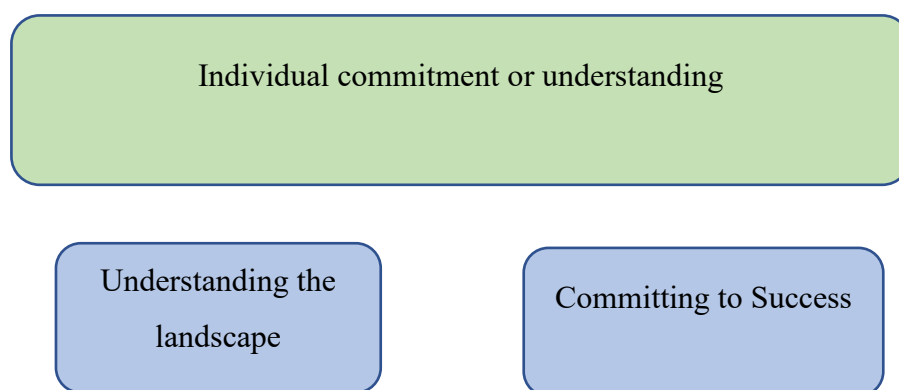 Individual commitment or understanding
Understanding the
landscape
Committing to Success